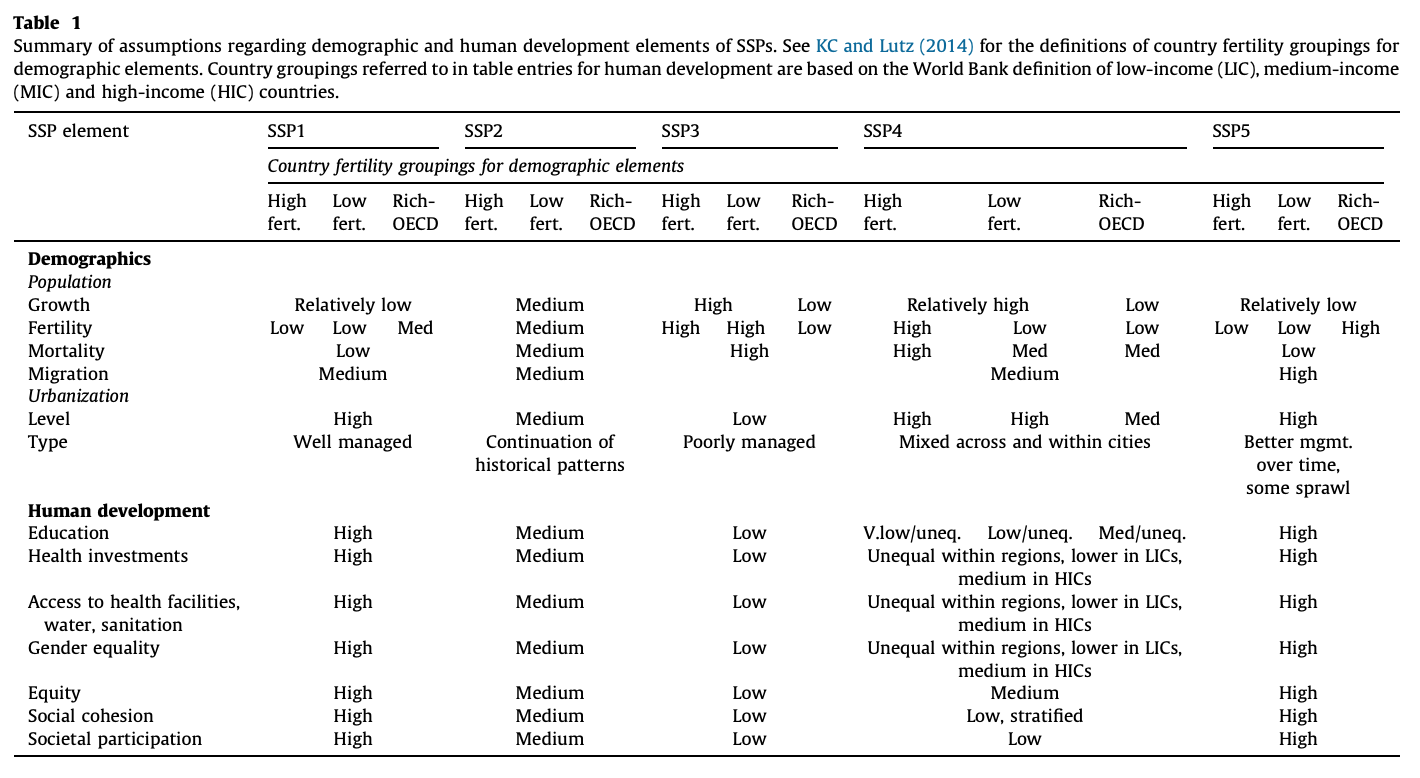 Table 1
Summary of assumptions regarding demographic and human development elements of SSPs. See KC and Lutz (2014) for the definitions of country fertility groupings for
demographic elements. Country groupings referred to in table entries for human development are based on the World Bank definition of low-income (LIC), medium-income
(MIC) and high-income (HIC) countries.
SSP element SSP1 SSP2 SSP3 SSP4 SSP5
Country fertility groupings for demographic elements
High Low Rich- High Low Rich- High Low Rich- High Low Rich- High Low Rich-
fert. fert. OECD fert. fert. OECD fert. fert. OECD fert. fert. OECD fert. fert. OECD
Demographics
Population
Growth Relatively low Medium High Low Relatively high Low Relatively low
Fertility Low Low Med Medium High High Low High Low Low Low Low High
Mortality Low Medium High High Med Med Low
Migration Medium Medium Medium High
Urbanization
Level High Medium Low High High Med High
Type Well managed Continuation of Poorly managed Mixed across and within cities Better mgmt.
historical patterns over time,
some sprawl
Human development
Education High Medium Low V.low/uneq. Low/uneq. Med/uneq. High
Health investments High Medium Low Unequal within regions, lower in LICs, High
medium in HICs
Access to health facilities, High Medium Low Unequal within regions, lower in LICs, High
water, sanitation medium in HICs
Gender equality High Medium Low Unequal within regions, lower in LICs, High
medium in HICs
Equity High Medium Low Medium High
Social cohesion High Medium Low Low, stratified High
Societal participation High Medium Low Low High